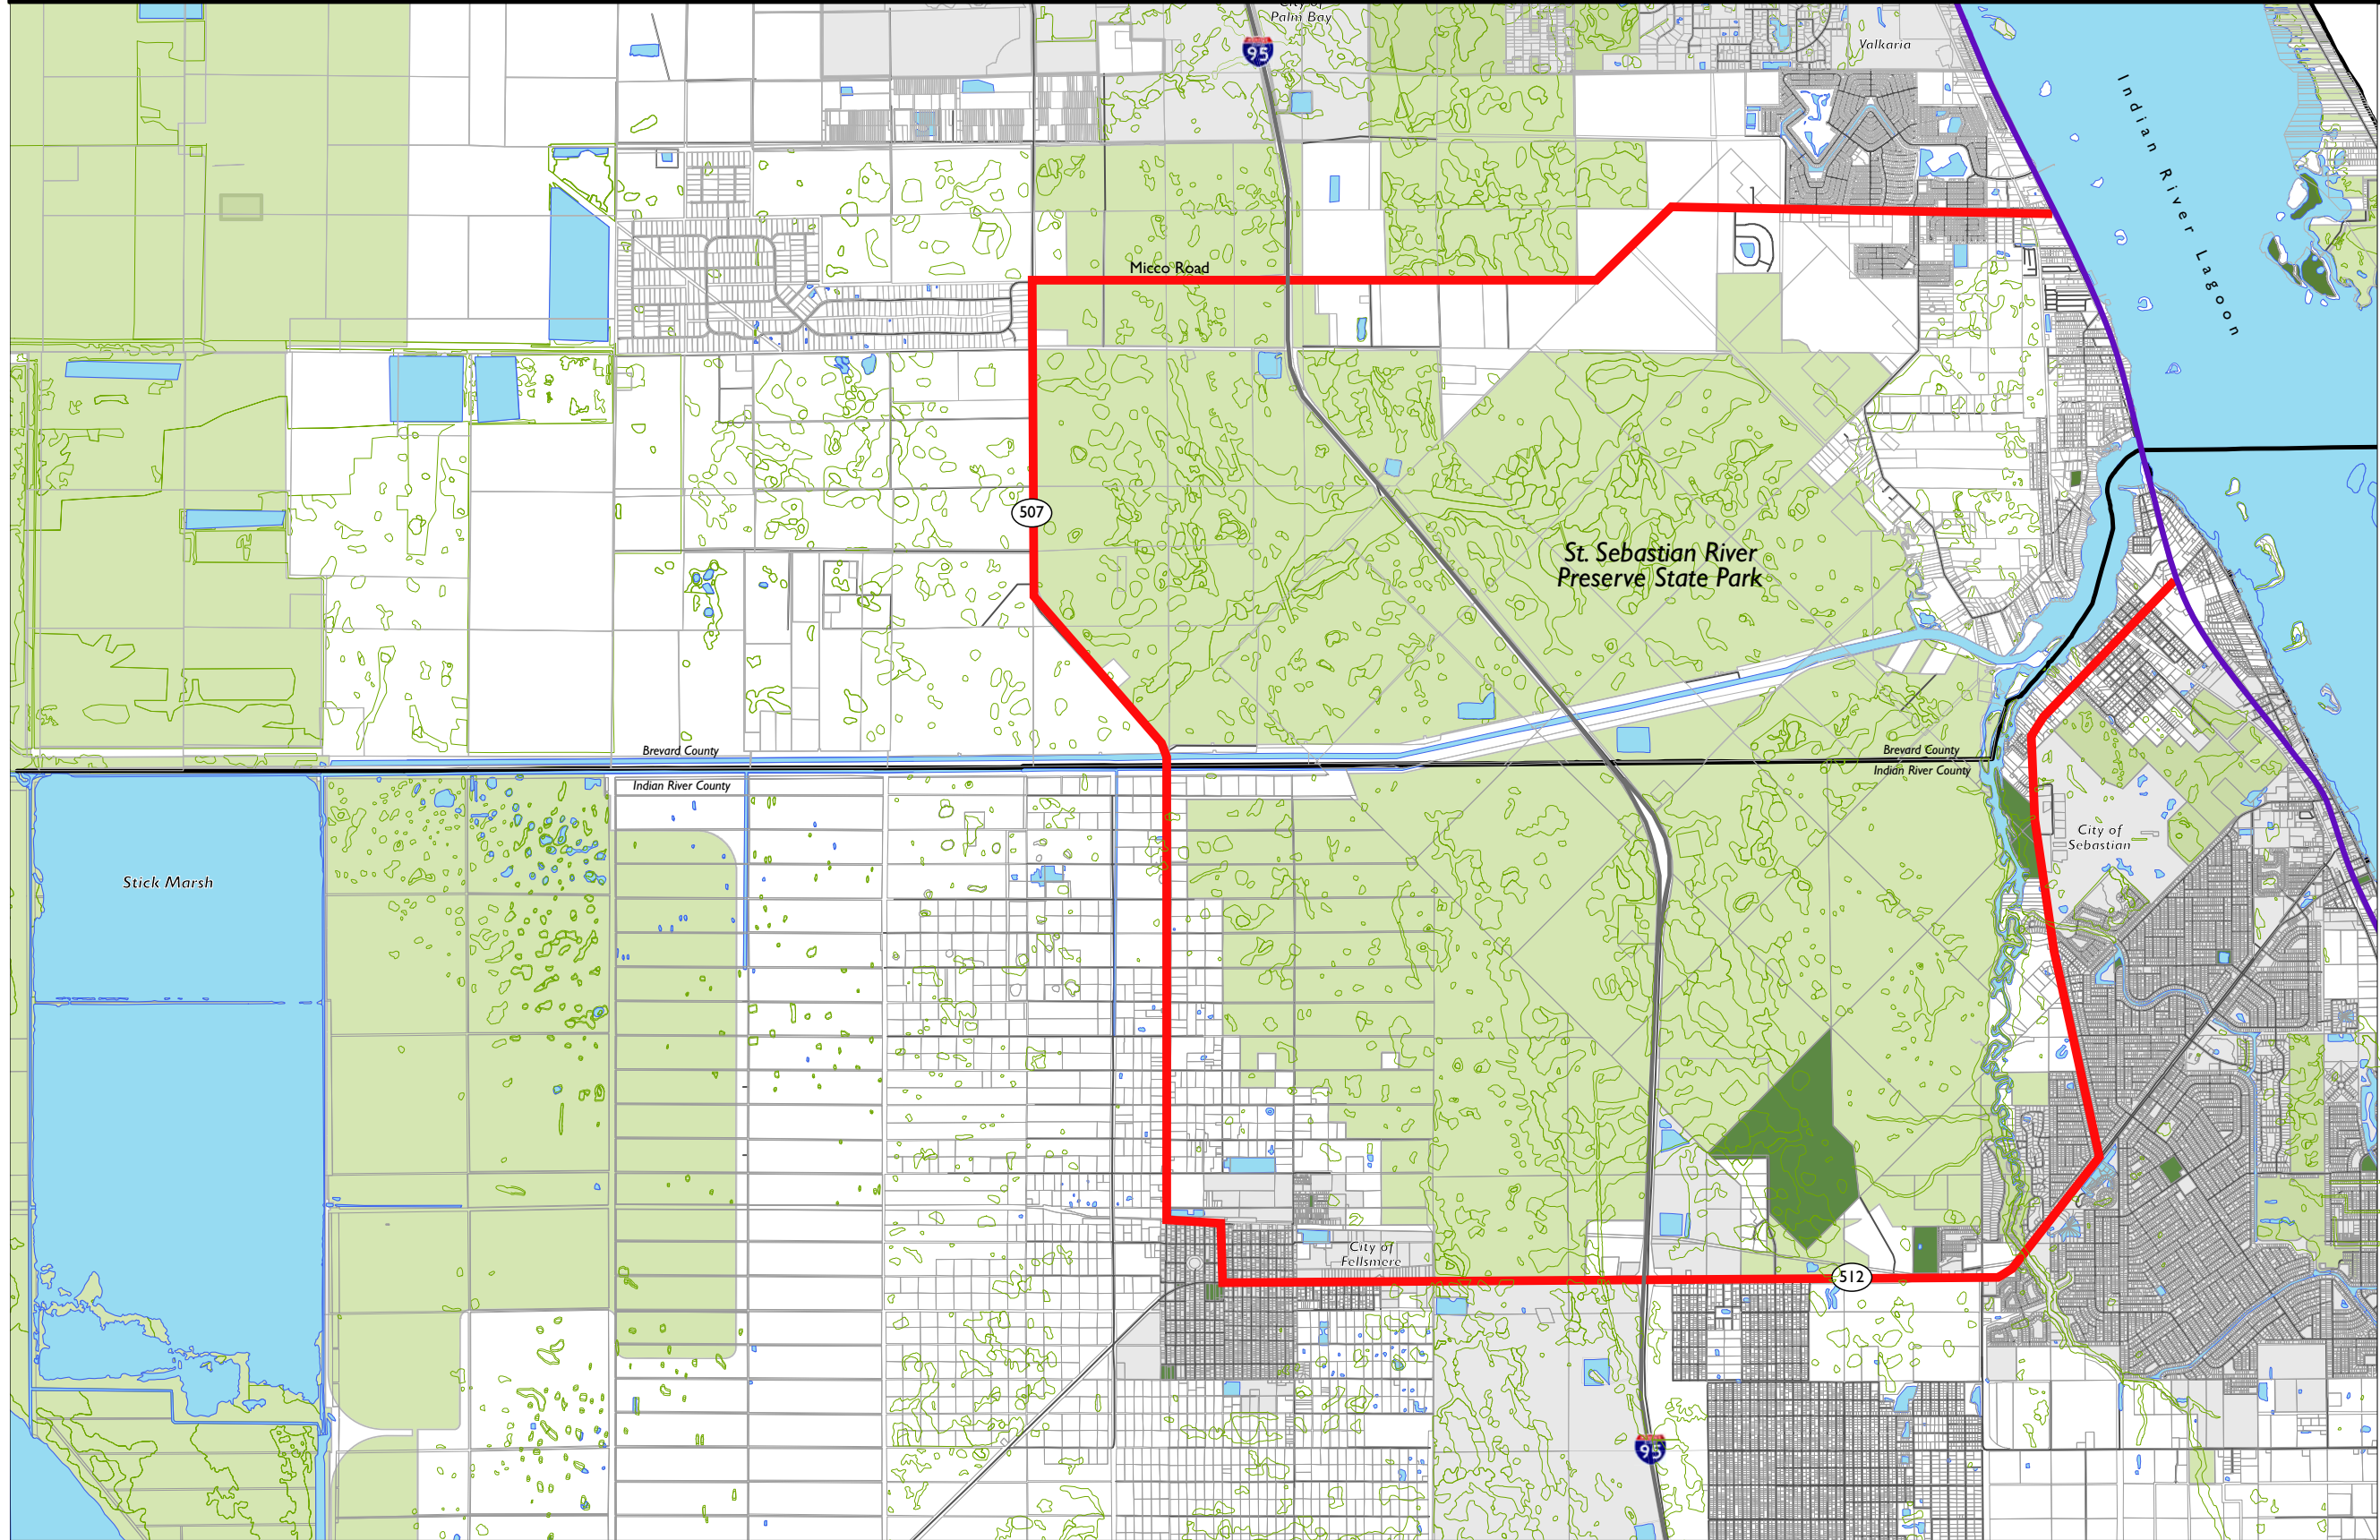 City of
Palm Bay
95
Valkaria
Indian River Lagoon
Micco Road
507
St. Sebastian River
Preserve State Park
Brevard County
Indian River County
Brevard County
Indian River County
City of
Sebastian
Stick Marsh
City of
Fellsmere
512
95